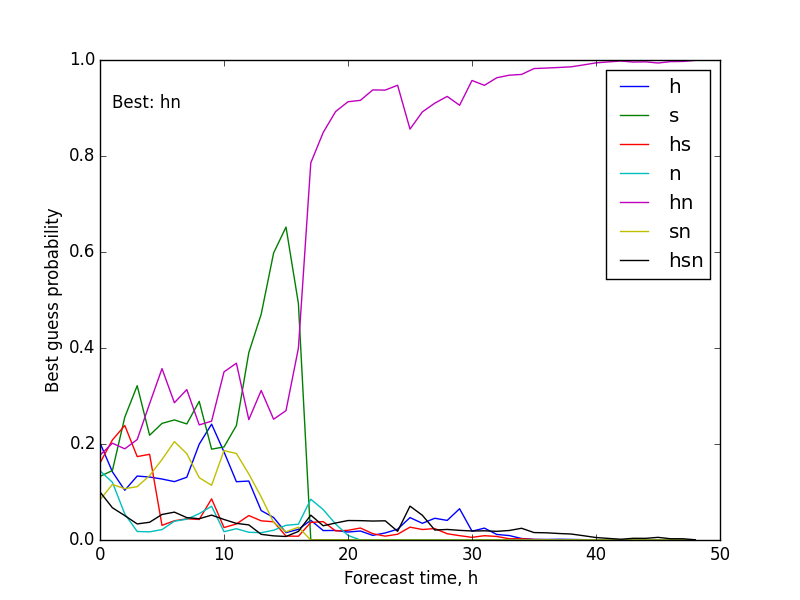 Best: hn
h
s
hs
n
hn
sn
hsn
1.0
0.8
0.6
0.4
0.2
0.0
0
10
20
30
40
50
Forecast time, h
Best guess probability